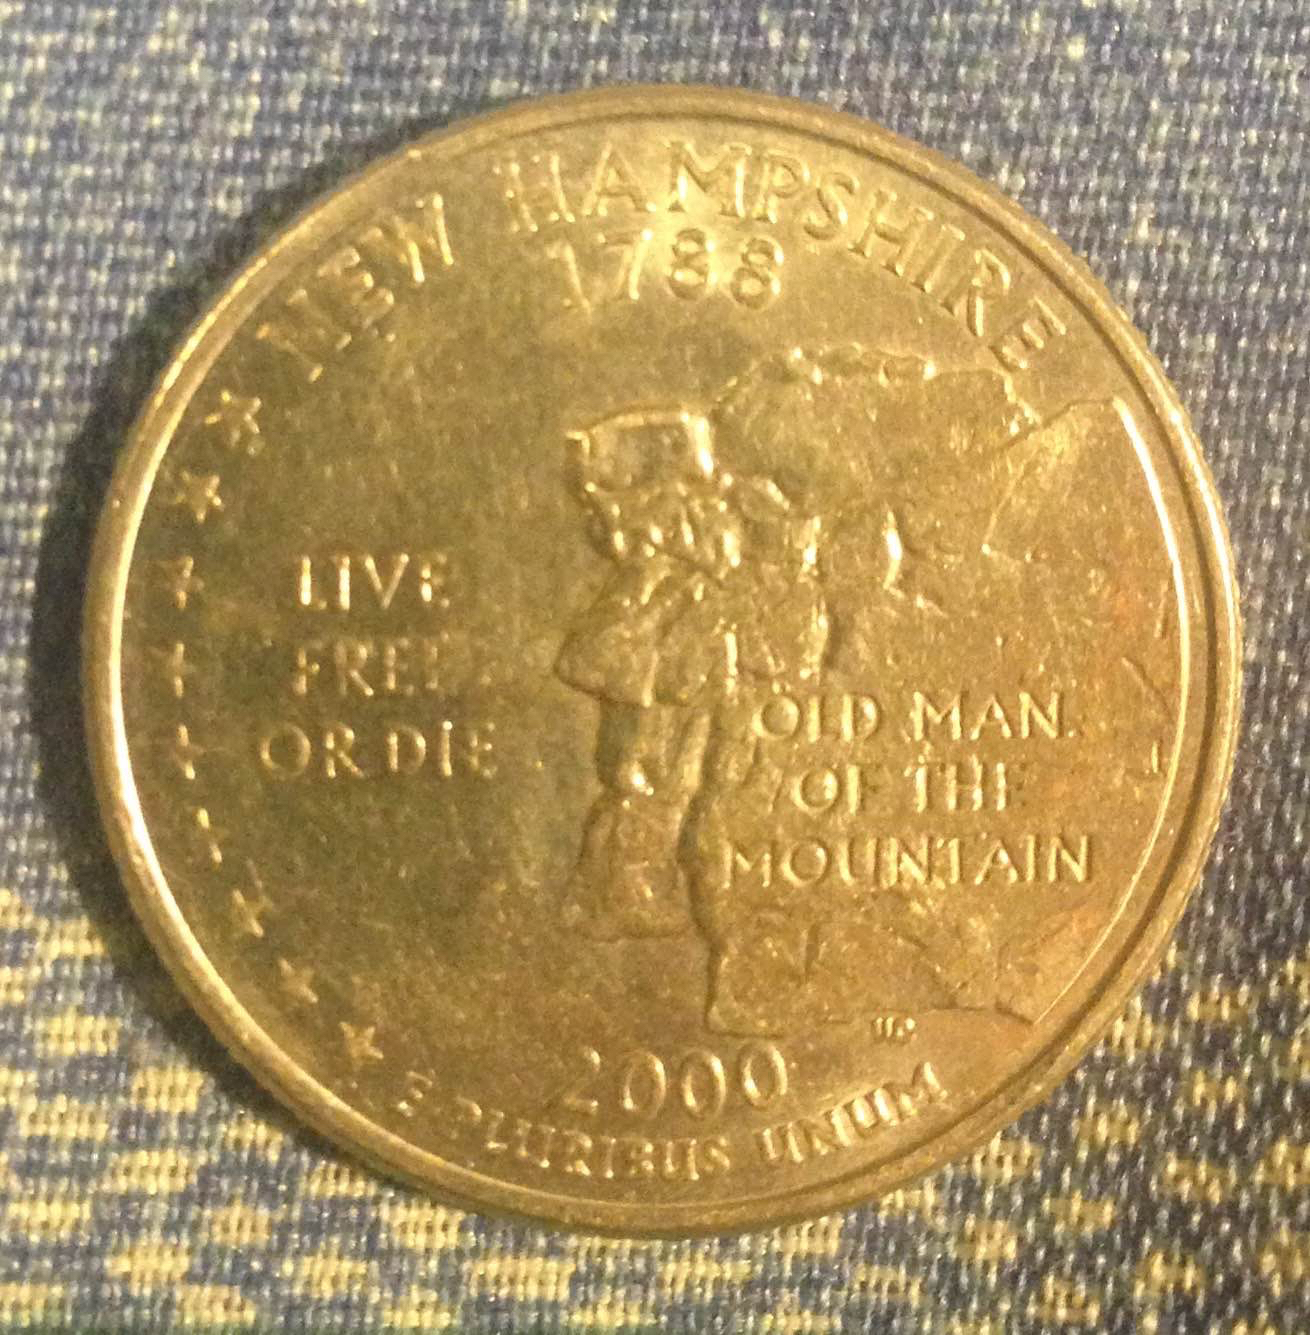 NEW HAMPSHIRE
1788
LIVE
FREE
OR DIE
OLD MAN
OF THE
MOUNTAIN
2000
E PLURIBUS UNUM